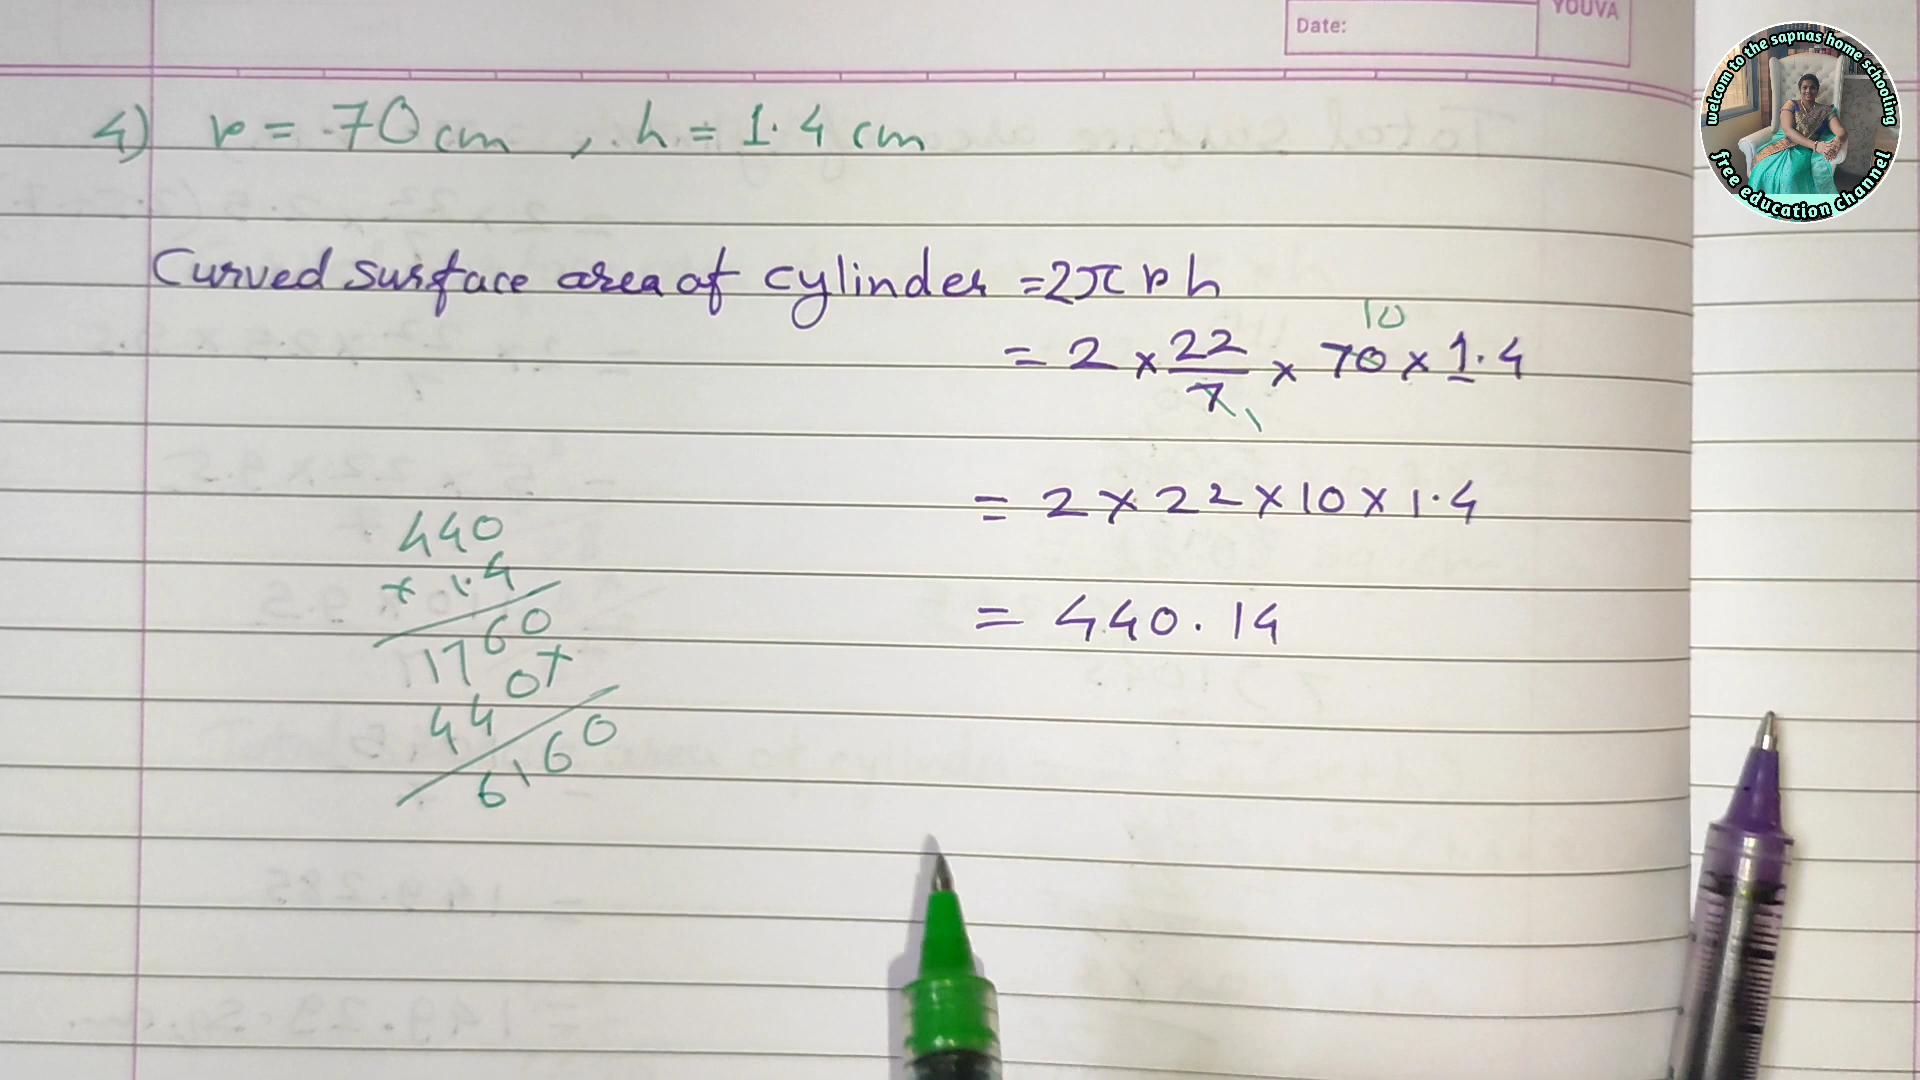 Date:
YOUVA
welcom to the sapnas home schooling
free education channel
4) r = 70 cm , h = 1.4 cm
Curved surface area of cylinder = 2π r h
10
= 2 × 22/7 × 70 × 1.4
1
= 2 × 22 × 10 × 1.4
= 440.14
440
× 1.4
1760
440+
6160